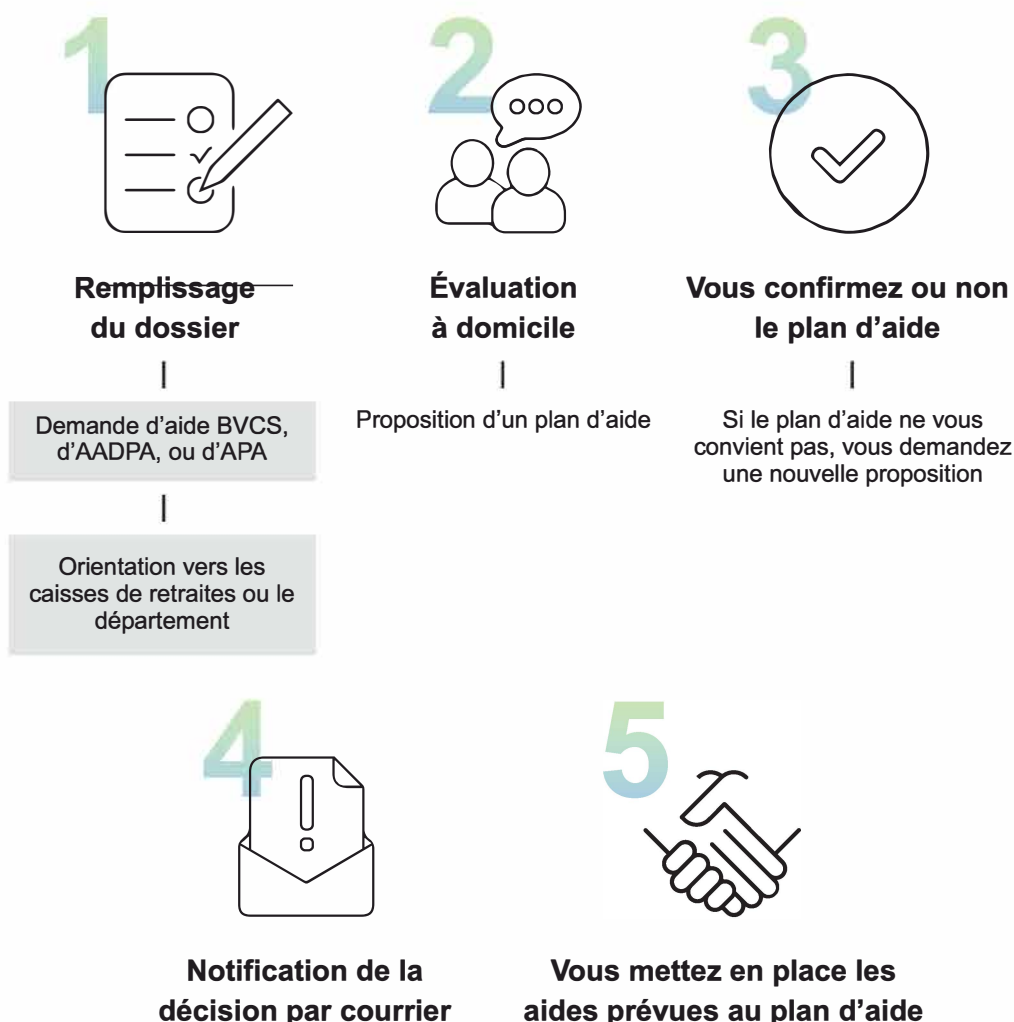 1
Remplissage
du dossier
Demande d'aide BVCS,
d'AADPA, ou d'APA
Orientation vers les
caisses de retraites ou le
département
2
Évaluation
à domicile
Proposition d'un plan d'aide
3
Vous confirmez ou non
le plan d'aide
Si le plan d'aide ne vous
convient pas, vous demandez
une nouvelle proposition
4
Notification de la
décision par courrier
5
Vous mettez en place les
aides prévues au plan d'aide